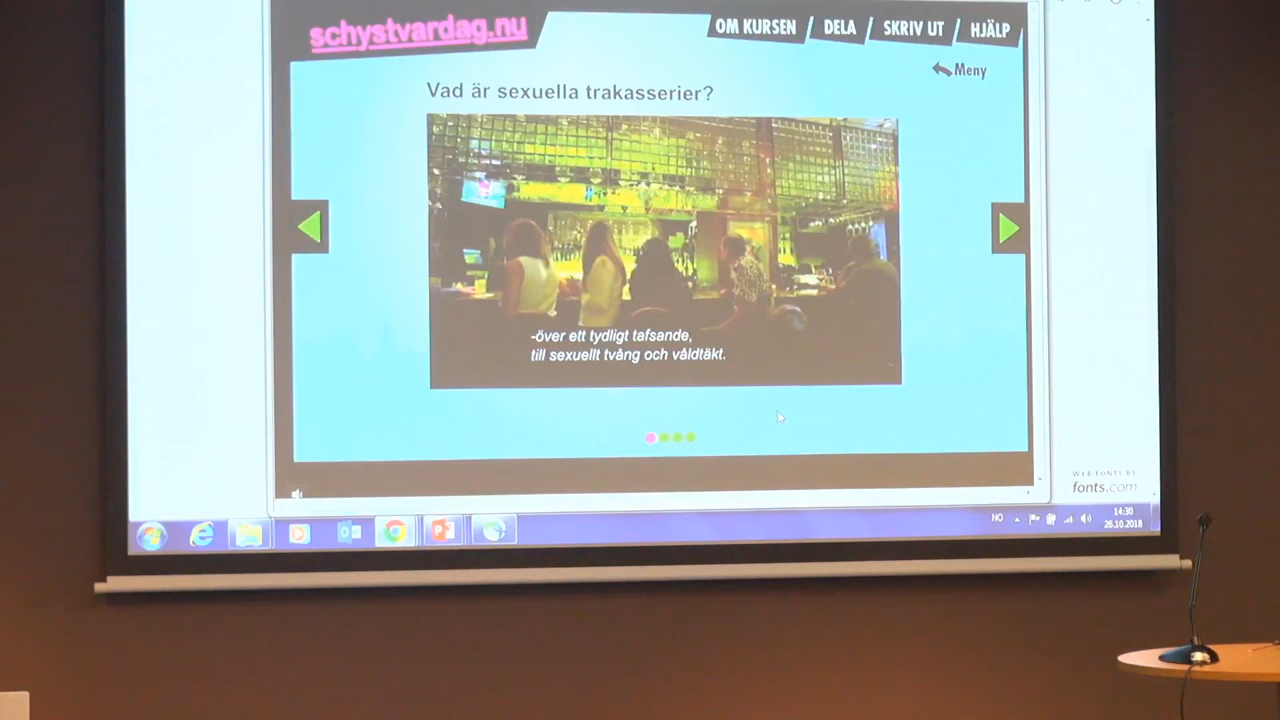 schystvardag.nu
OM KURSEN
DELA
SKRIV UT
HJÄLP
Meny
Vad är sexuella trakasserier?
-över ett tydligt tafsande,
till sexuellt tvång och våldtäkt.
WEB FONTS BY
fonts.com
NO
14:30
26.10.2018